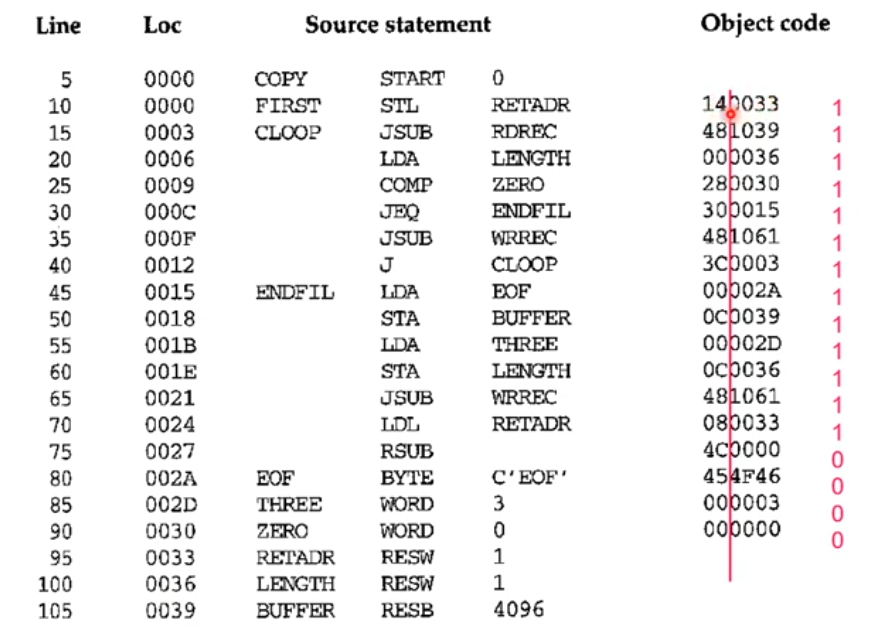 Line Loc Source statement Object code
5 0000 COPY START 0
10 0000 FIRST STL RETADR 140033 1
15 0003 CLOOP JSUB RDREC 481039 1
20 0006 LDA LENGTH 000036 1
25 0009 COMP ZERO 280030 1
30 000C JEQ ENDFIL 300015 1
35 000F JSUB WRREC 481061 1
40 0012 J CLOOP 3C0003 1
45 0015 ENDFIL LDA EOF 00002A 1
50 0018 STA BUFFER 0C0039 1
55 001B LDA THREE 00002D 1
60 001E STA LENGTH 0C0036 1
65 0021 JSUB WRREC 481061 1
70 0024 LDL RETADR 080033 1
75 0027 RSUB 4C0000 0
80 002A EOF BYTE C'EOF' 454F46 0
85 002D THREE WORD 3 000003 0
90 0030 ZERO WORD 0 000000 0
95 0033 RETADR RESW 1
100 0036 LENGTH RESW 1
105 0039 BUFFER RESB 4096